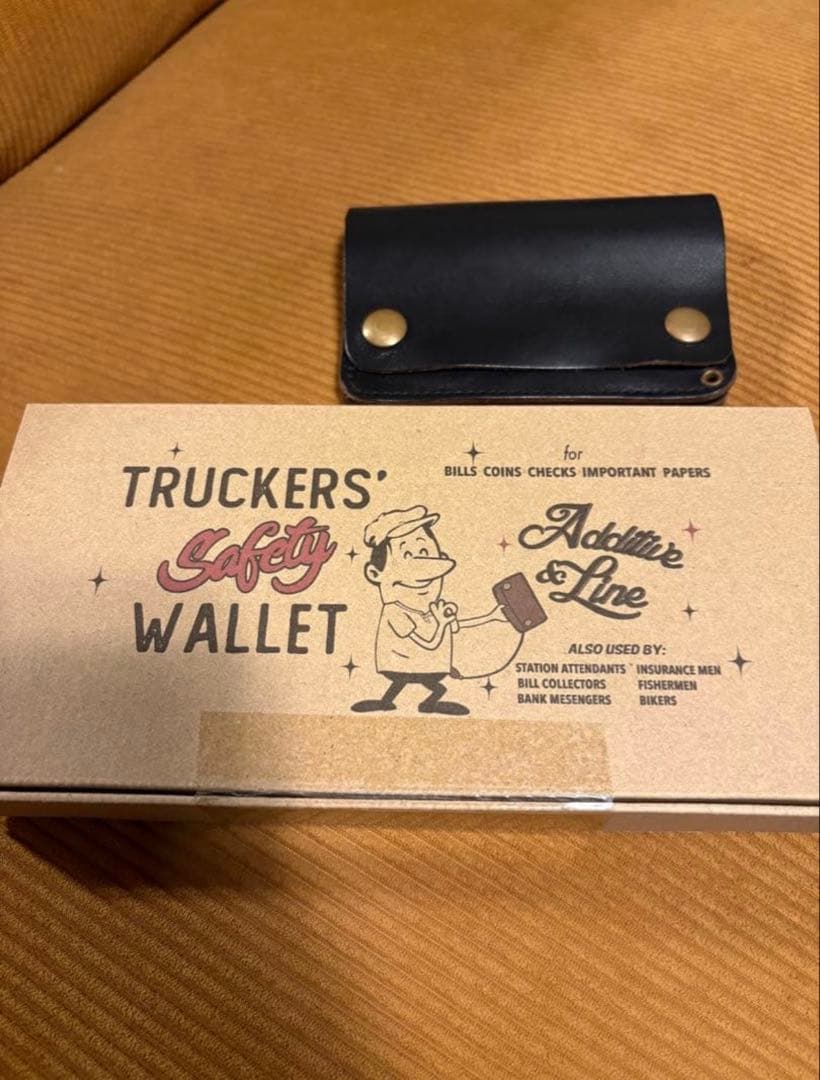 TRUCKERS'
Safety
WALLET
for
BILLS COINS CHECKS IMPORTANT PAPERS
Additive
& Line
ALSO USED BY:
STATION ATTENDANTS INSURANCE MEN
BILL COLLECTORS FISHERMEN
BANK MESENGERS BIKERS